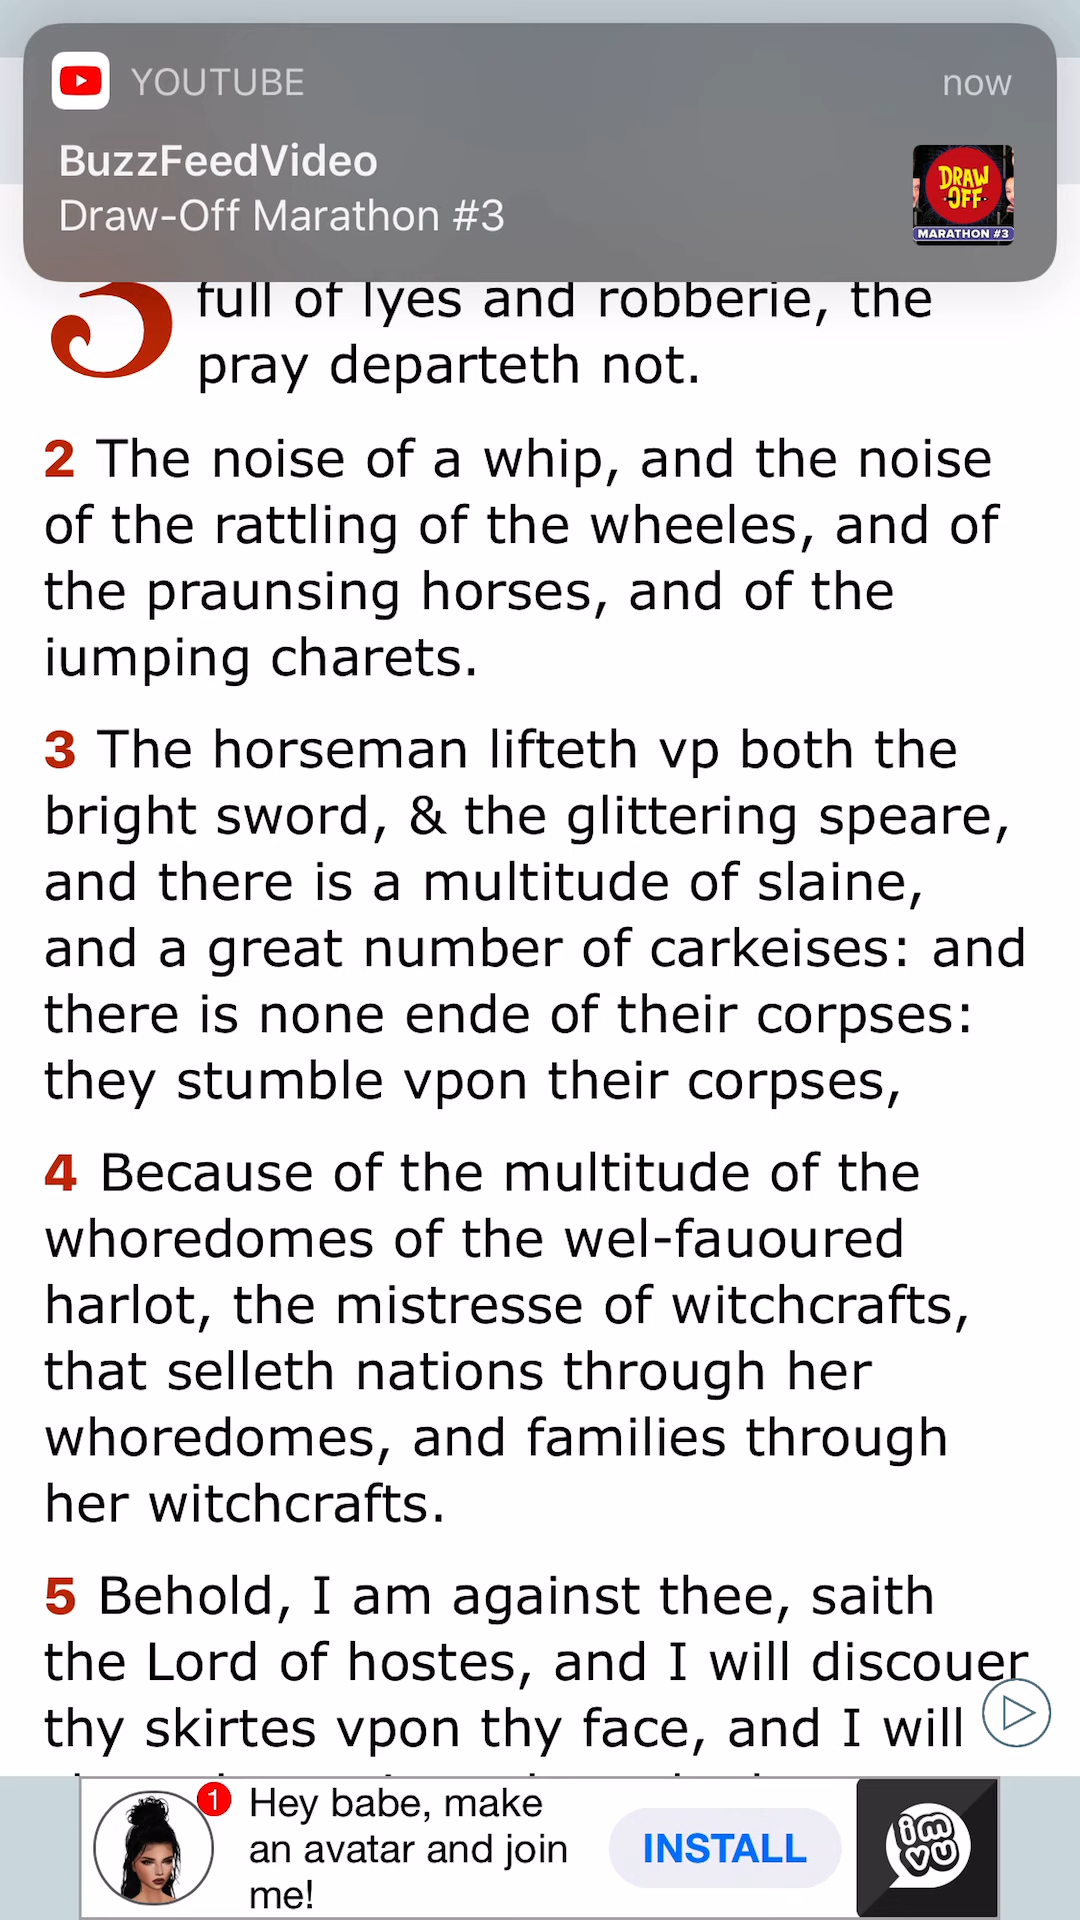 YOUTUBE
now
BuzzFeedVideo
Draw-Off Marathon #3
DRAW
OFF
MARATHON #3
3 full of lyes and robberie, the
pray departeth not.
2 The noise of a whip, and the noise
of the rattling of the wheeles, and of
the praunsing horses, and of the
iumping charets.
3 The horseman lifteth vp both the
bright sword, & the glittering speare,
and there is a multitude of slaine,
and a great number of carkeises: and
there is none ende of their corpses:
they stumble vpon their corpses,
4 Because of the multitude of the
whoredomes of the wel-fauoured
harlot, the mistresse of witchcrafts,
that selleth nations through her
whoredomes, and families through
her witchcrafts.
5 Behold, I am against thee, saith
the Lord of hostes, and I will discouer
thy skirtes vpon thy face, and I will
1
Hey babe, make
an avatar and join
me!
INSTALL
imvu